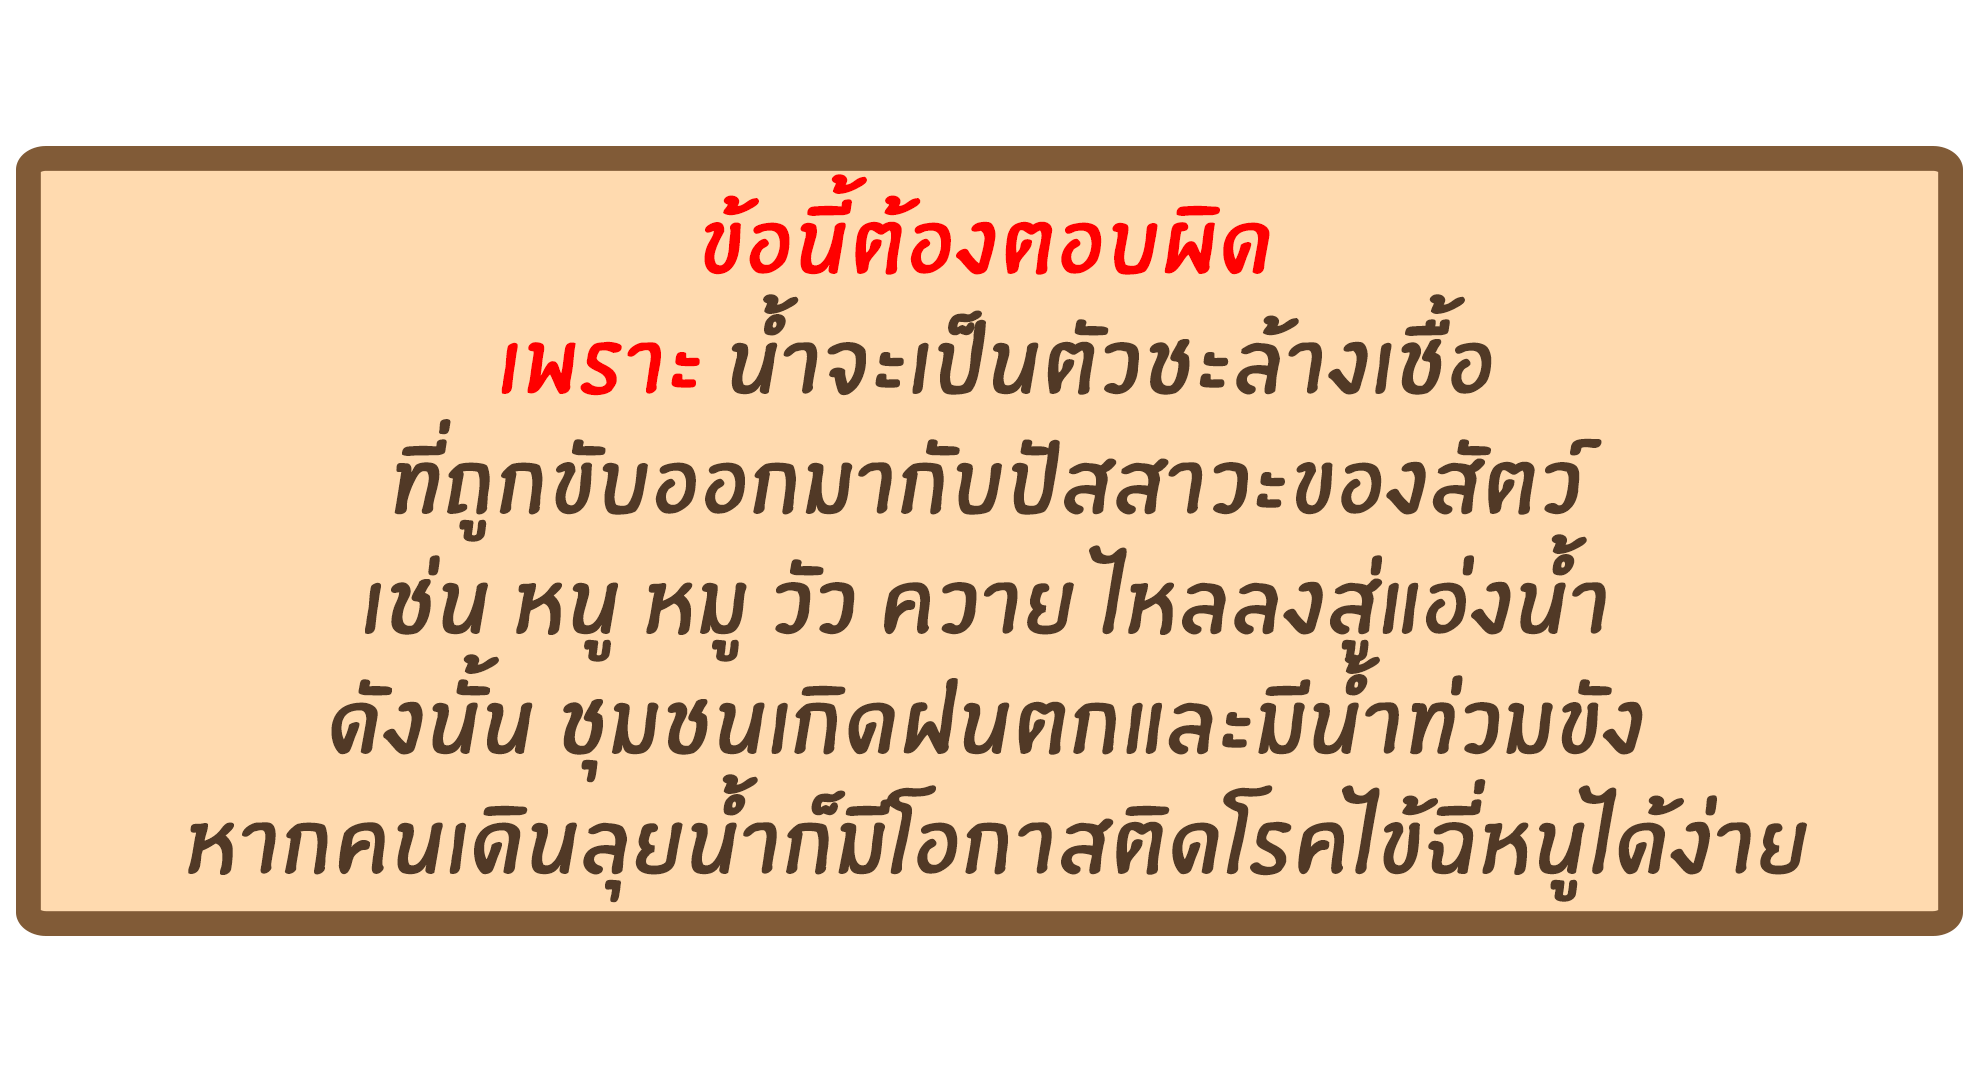 ข้อนี้ต้องตอบผิด
เพราะ น้ำจะเป็นตัวชะล้างเชื้อ
ที่ถูกขับออกมากับปัสสาวะของสัตว์
เช่น หนู หมู วัว ควาย ไหลลงสู่แอ่งน้ำ
ดังนั้น ชุมชนเกิดฝนตกและมีน้ำท่วมขัง
หากคนเดินลุยน้ำก็มีโอกาสติดโรคไข้ฉี่หนูได้ง่าย